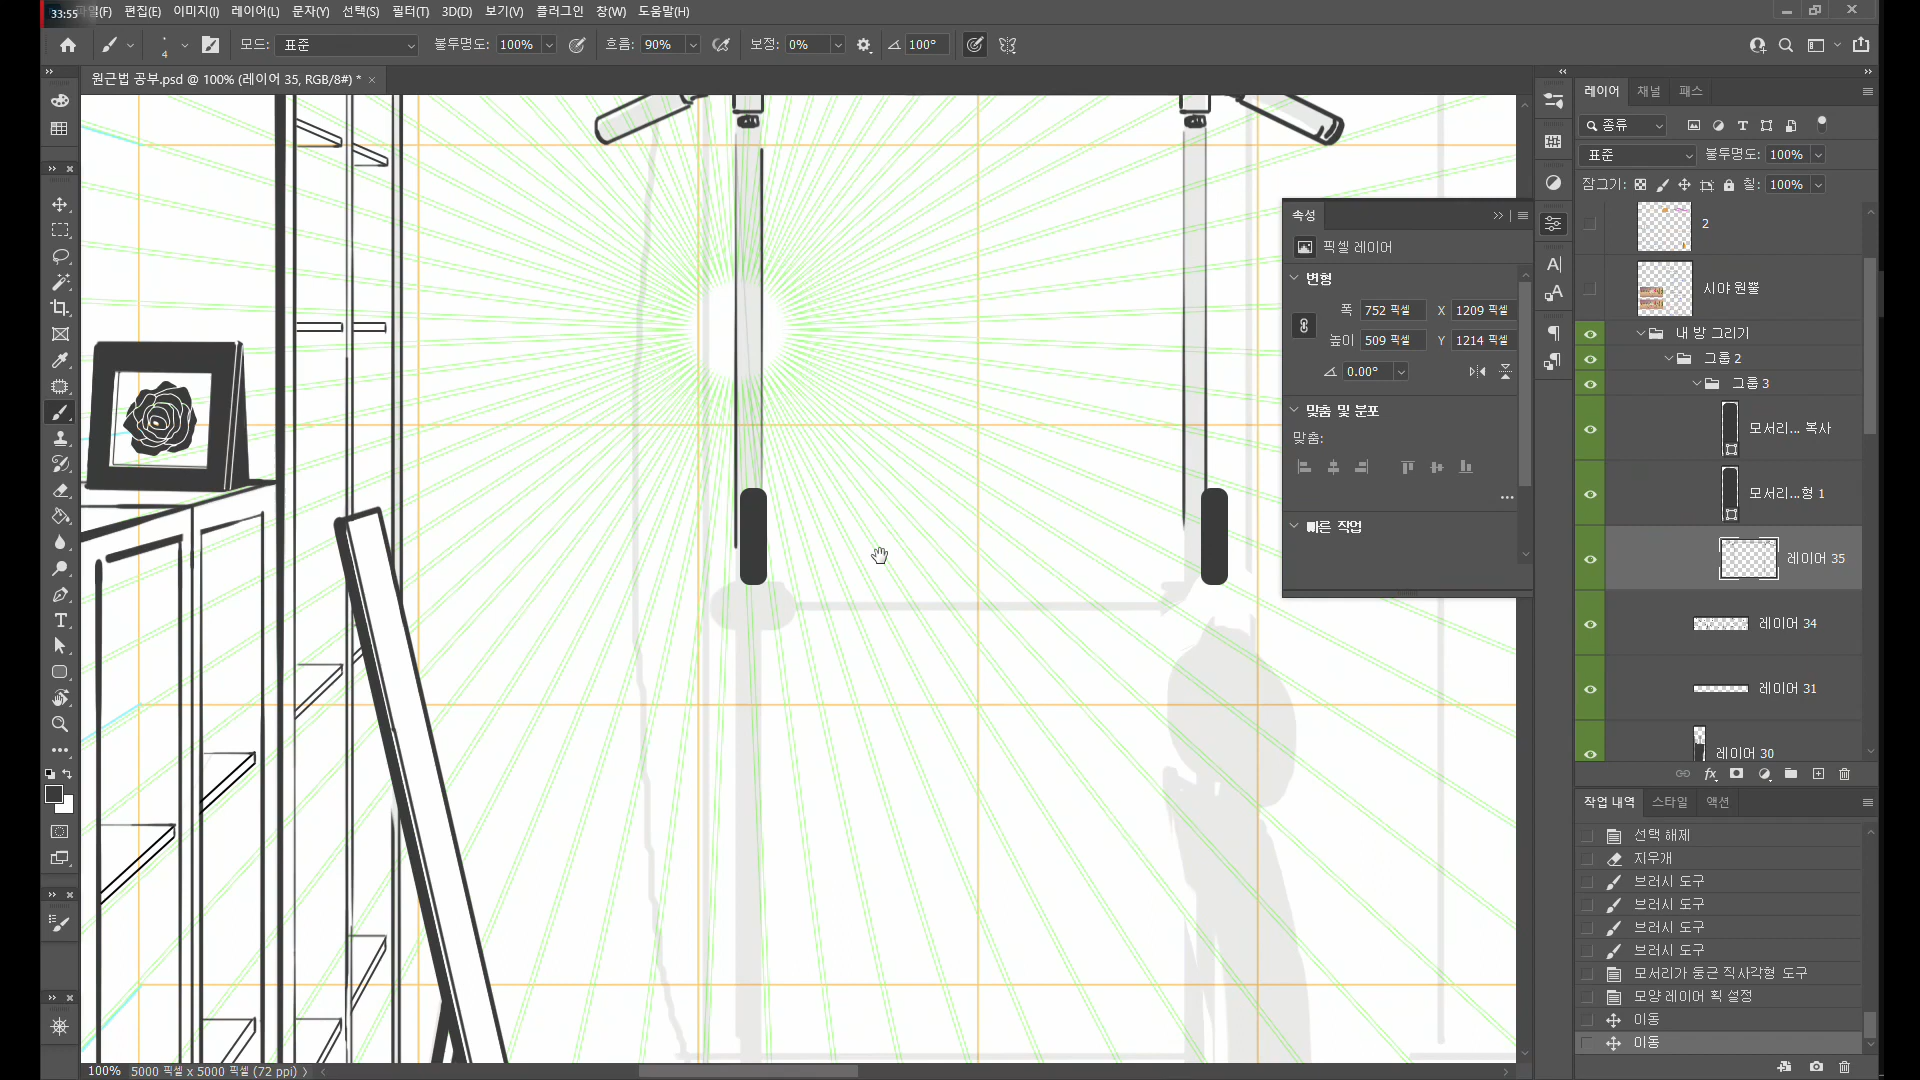 33:55
파일(F) 편집(E) 이미지(I) 레이어(L) 문자(Y) 선택(S) 필터(T) 3D(D) 보기(V) 플러그인 창(W) 도움말(H)
4
모드: 표준 불투명도: 100% 흐름: 90% 보정: 0% 100°
원근법 공부.psd @ 100% (레이어 35, RGB/8#) *
레이어 채널 패스
종류
표준 불투명도: 100%
잠그기: 칠: 100%
2
시야 원뿔
내 방 그리기
그룹 2
그룹 3
모서리... 복사
모서리...형 1
레이어 35
레이어 34
레이어 31
레이어 30
속성
픽셀 레이어
변형
폭 752 픽셀 X 1209 픽셀
높이 509 픽셀 Y 1214 픽셀
0.00°
맞춤 및 분포
맞춤:
빠른 작업
작업 내역 스타일 액션
선택 해제
지우개
브러시 도구
브러시 도구
브러시 도구
브러시 도구
모서리가 둥근 직사각형 도구
모양 레이어 획 설정
이동
이동
100% 5000 픽셀 x 5000 픽셀 (72 ppi)